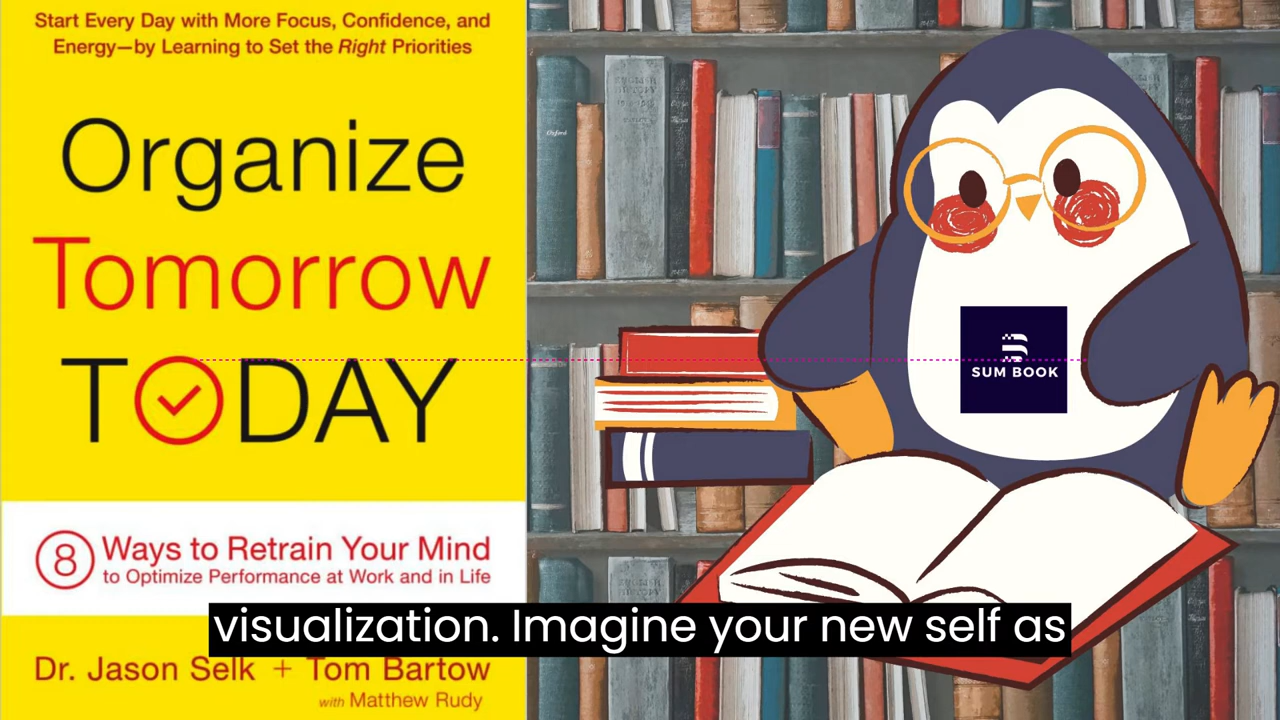 Start Every Day with More Focus, Confidence, and
Energy—by Learning to Set the Right Priorities
Organize
Tomorrow
TODAY
8 Ways to Retrain Your Mind
to Optimize Performance at Work and in Life
Dr. Jason Selk + Tom Bartow
with Matthew Rudy
Oxford
SUM BOOK
visualization. Imagine your new self as